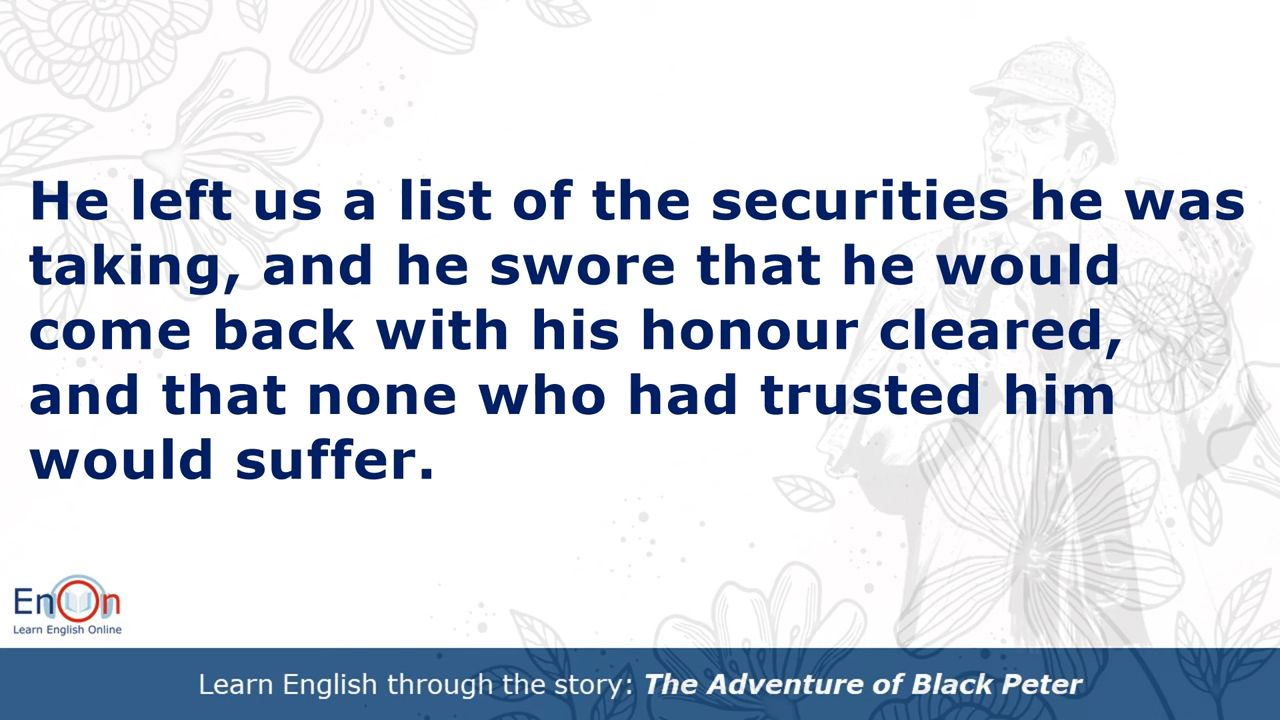 He left us a list of the securities he was
taking, and he swore that he would
come back with his honour cleared,
and that none who had trusted him
would suffer.
EnOn
Learn English Online
Learn English through the story: The Adventure of Black Peter